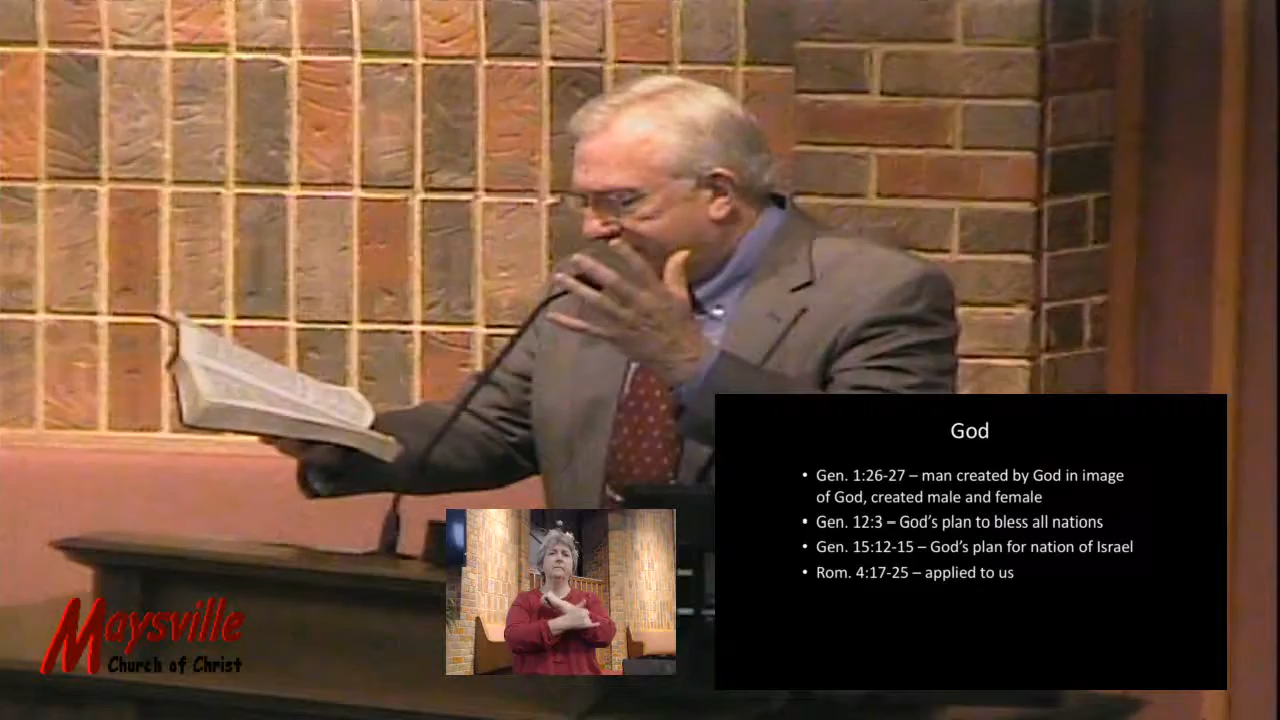 God
• Gen. 1:26-27 – man created by God in image
of God, created male and female
• Gen. 12:3 – God’s plan to bless all nations
• Gen. 15:12-15 – God’s plan for nation of Israel
• Rom. 4:17-25 – applied to us
Maysville
Church of Christ